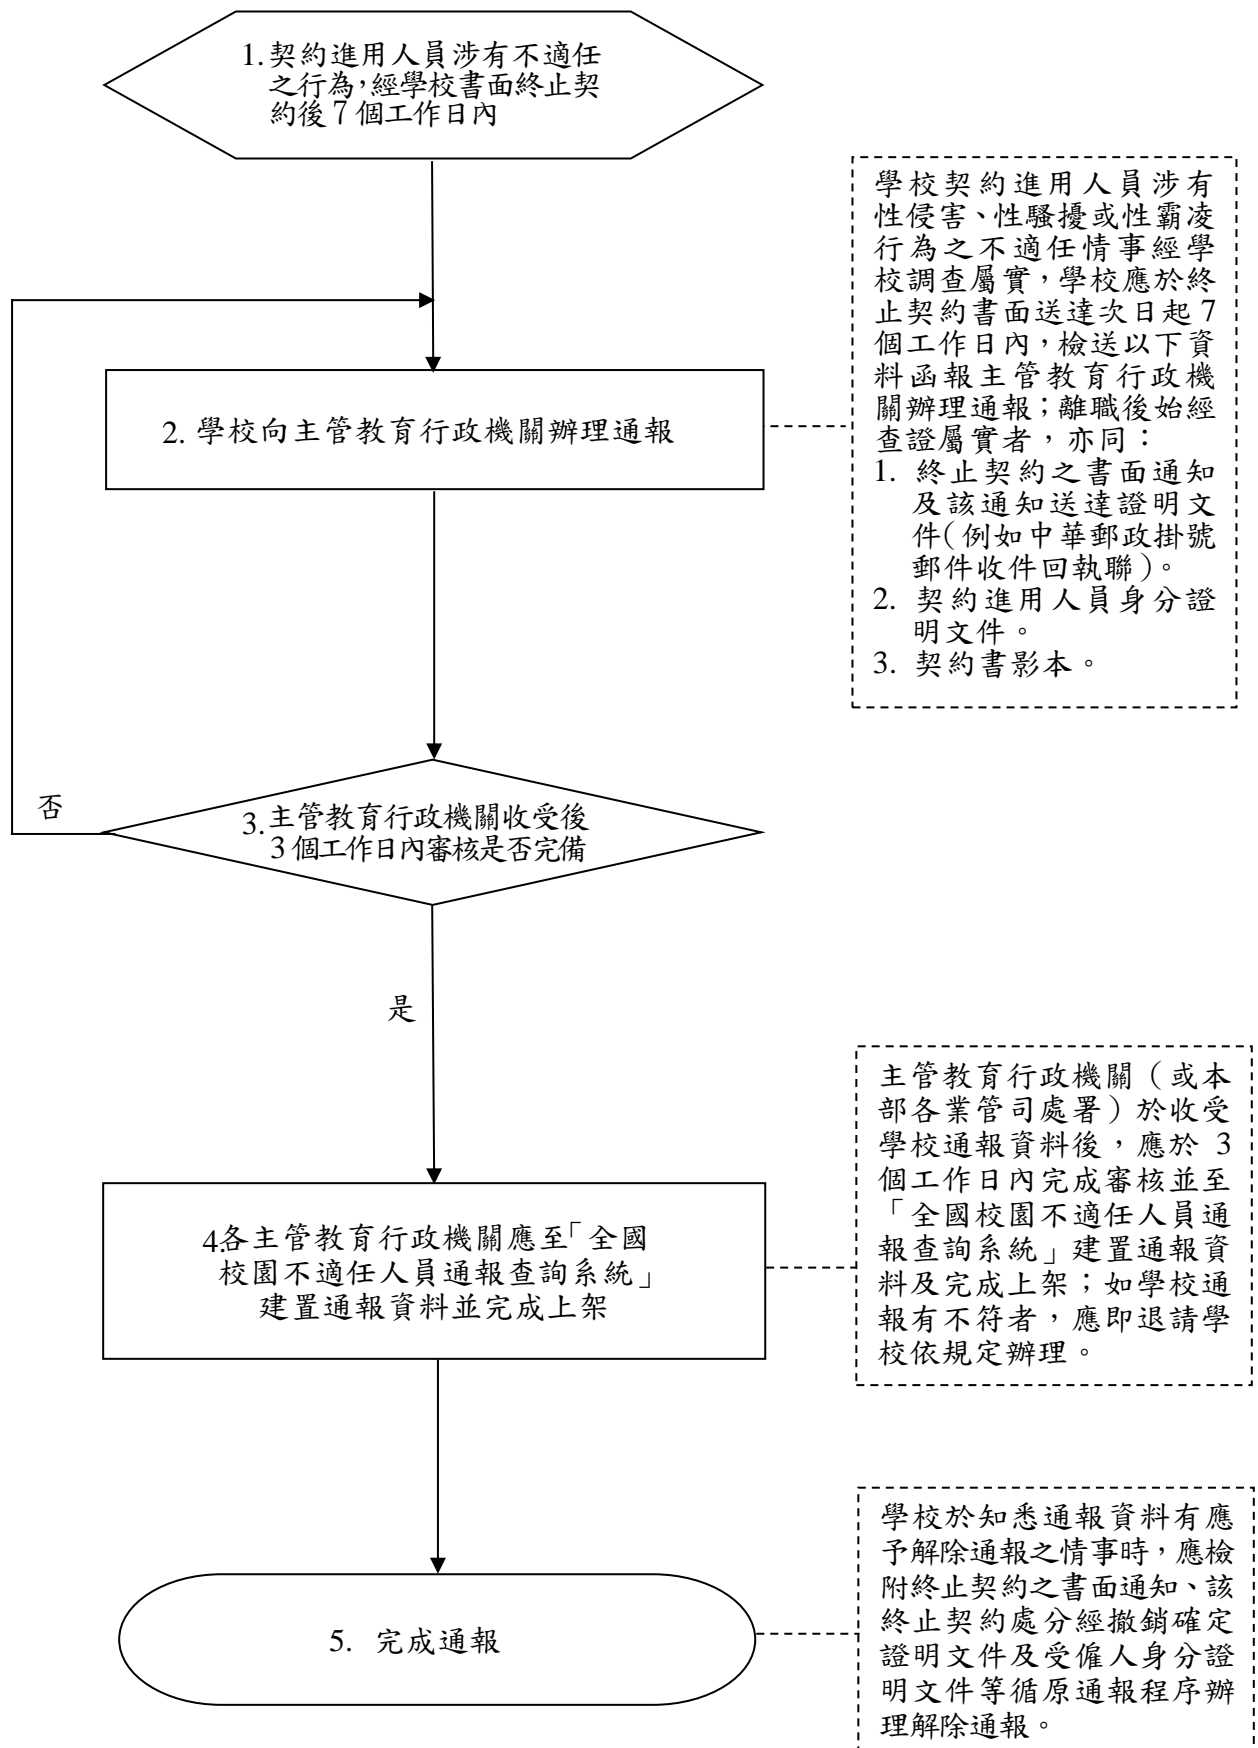 1.契約進用人員涉有不適任
之行為,經學校書面終止契
約後7個工作日內
學校契約進用人員涉有
性侵害、性騷擾或性霸凌
行為之不適任情事經學
校調查屬實，學校應於終
止契約書面送達次日起7
個工作日內，檢送以下資
料函報主管教育行政機
關辦理通報；離職後始經
查證屬實者，亦同：
1. 終止契約之書面通知
及該通知送達證明文
件(例如中華郵政掛號
郵件收件回執聯)。
2. 契約進用人員身分證
明文件。
3. 契約書影本。
2. 學校向主管教育行政機關辦理通報
否
3.主管教育行政機關收受後
3個工作日內審核是否完備
是
主管教育行政機關（或本
部各業管司處署）於收受
學校通報資料後，應於 3
個工作日內完成審核並至
「全國校園不適任人員通
報查詢系統」建置通報資
料及完成上架；如學校通
報有不符者，應即退請學
校依規定辦理。
4.各主管教育行政機關應至「全國
校園不適任人員通報查詢系統」
建置通報資料並完成上架
學校於知悉通報資料有應
予解除通報之情事時，應檢
附終止契約之書面通知、該
終止契約處分經撤銷確定
證明文件及受僱人身分證
明文件等循原通報程序辦
理解除通報。
5. 完成通報